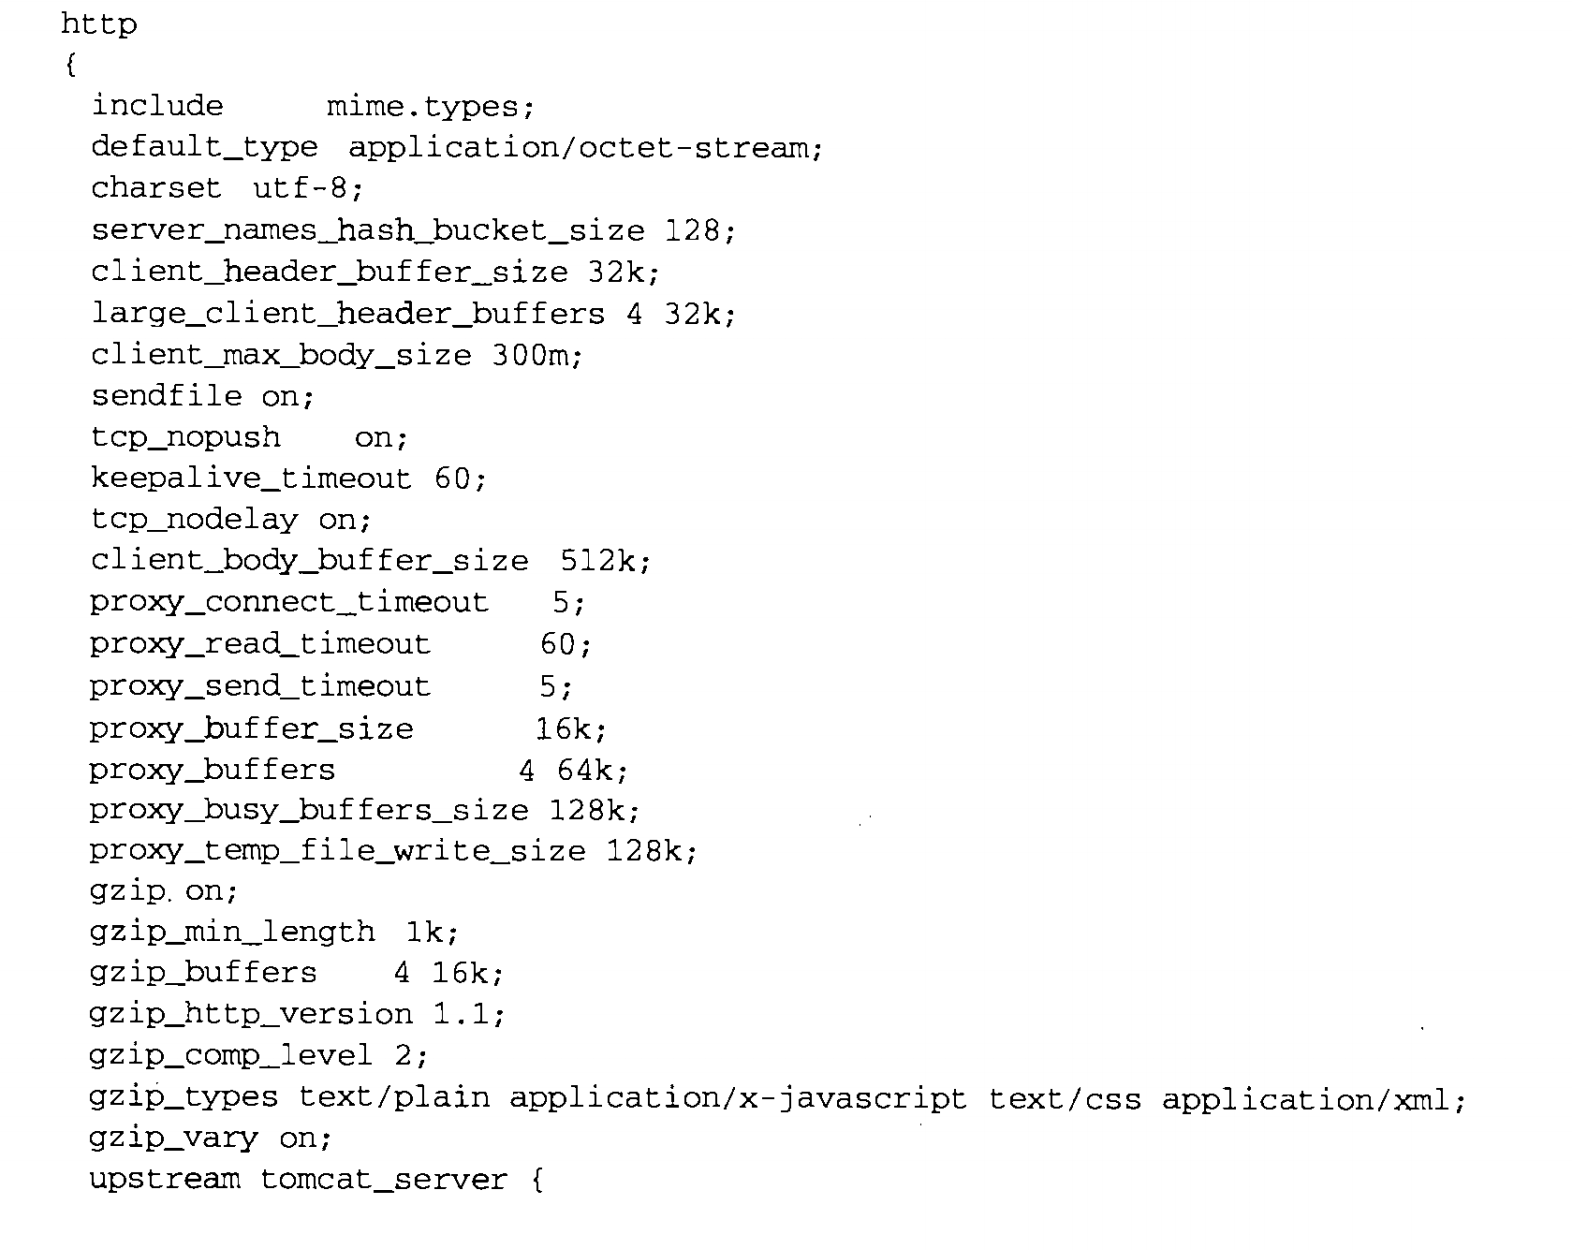 http
{
include mime.types;
default_type application/octet-stream;
charset utf-8;
server_names_hash_bucket_size 128;
client_header_buffer_size 32k;
large_client_header_buffers 4 32k;
client_max_body_size 300m;
sendfile on;
tcp_nopush on;
keepalive_timeout 60;
tcp_nodelay on;
client_body_buffer_size 512k;
proxy_connect_timeout 5;
proxy_read_timeout 60;
proxy_send_timeout 5;
proxy_buffer_size 16k;
proxy_buffers 4 64k;
proxy_busy_buffers_size 128k;
proxy_temp_file_write_size 128k;
gzip on;
gzip_min_length 1k;
gzip_buffers 4 16k;
gzip_http_version 1.1;
gzip_comp_level 2;
gzip_types text/plain application/x-javascript text/css application/xml;
gzip_vary on;
upstream tomcat_server {